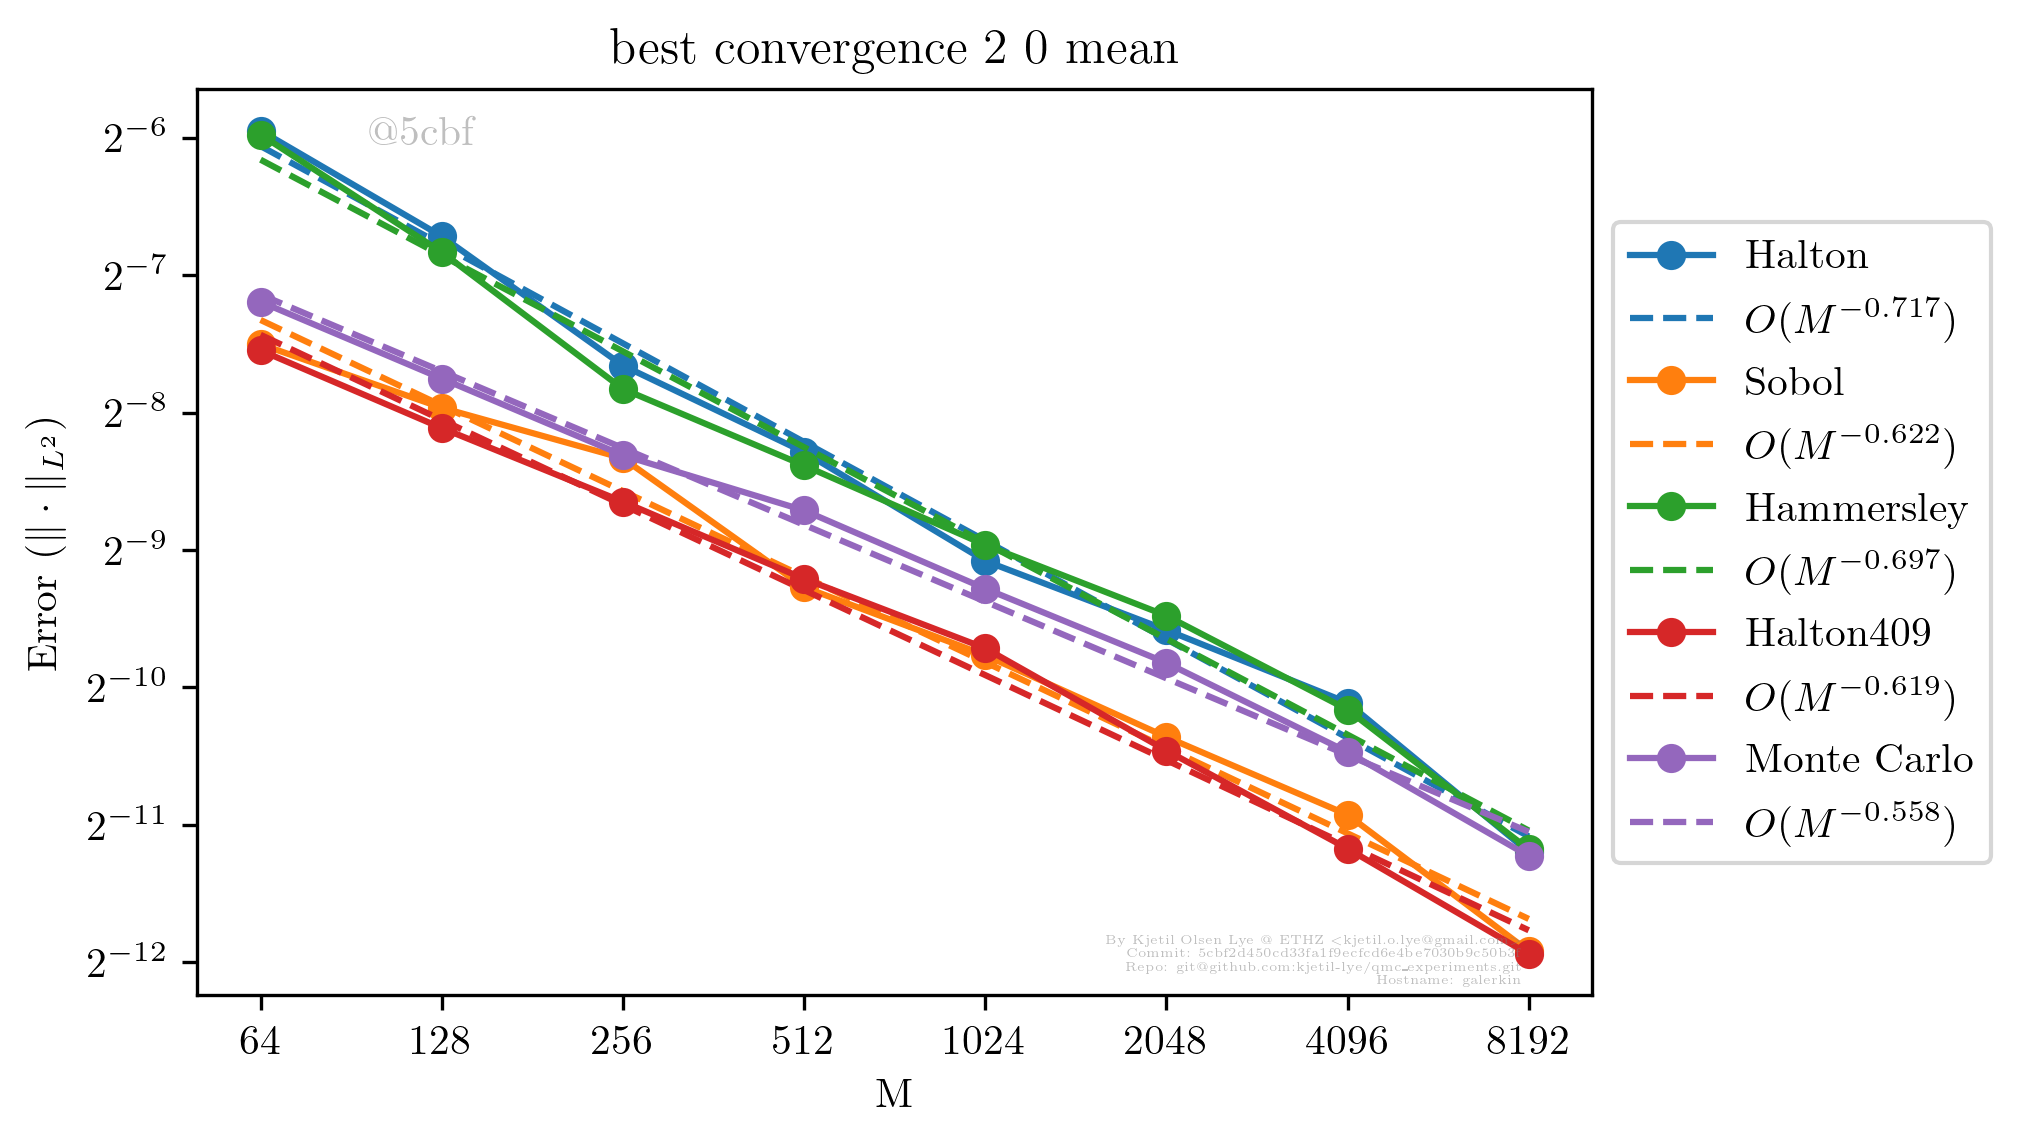 best convergence 2 0 mean
@5cbf
2^{-6}
2^{-7}
2^{-8}
2^{-9}
2^{-10}
2^{-11}
2^{-12}
Error (|| · ||_{L^2})
64 128 256 512 1024 2048 4096 8192
M
Halton
O(M^{-0.717})
Sobol
O(M^{-0.622})
Hammersley
O(M^{-0.697})
Halton409
O(M^{-0.619})
Monte Carlo
O(M^{-0.558})
By Kjetil Olsen Lye @ ETHZ <kjetil.o.lye@gmail.com>
Commit:
Repo: git@github.com:kjetil-lye/qmc_experiments.git
Hostname: galerkin